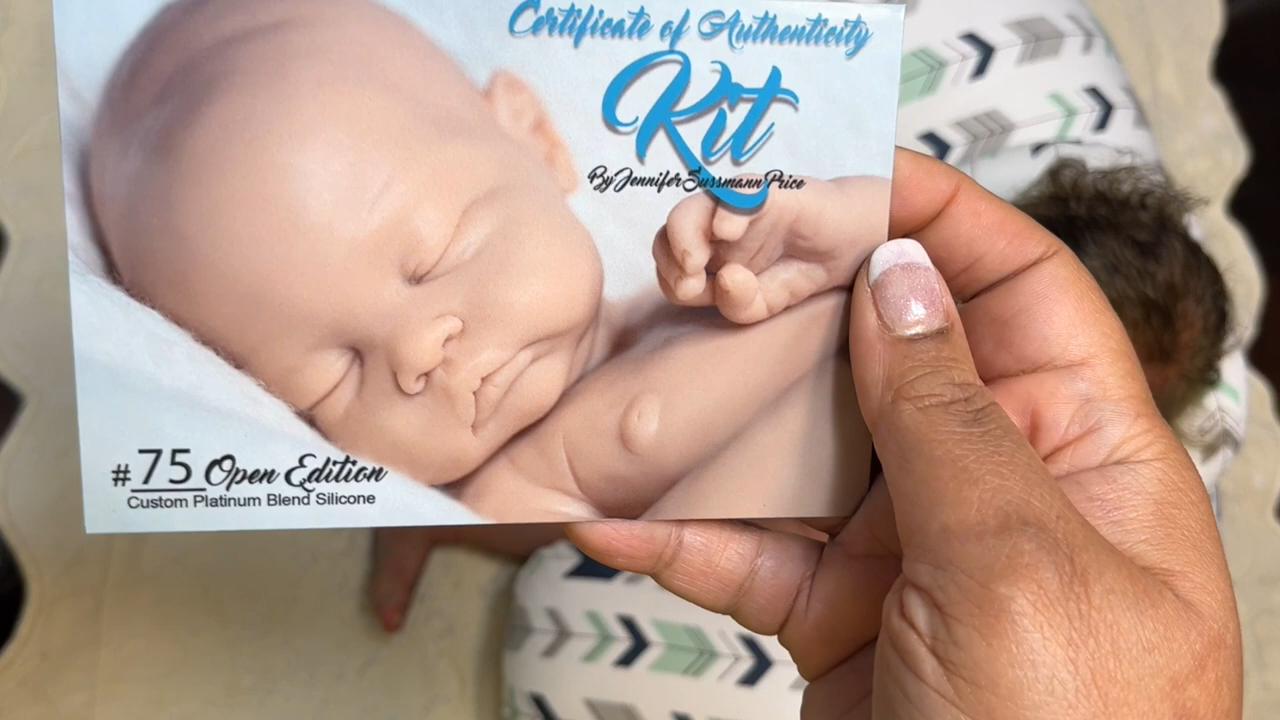 Certificate of Authenticity
Kit
By Jennifer Sussmann Price
#75 Open Edition
Custom Platinum Blend Silicone